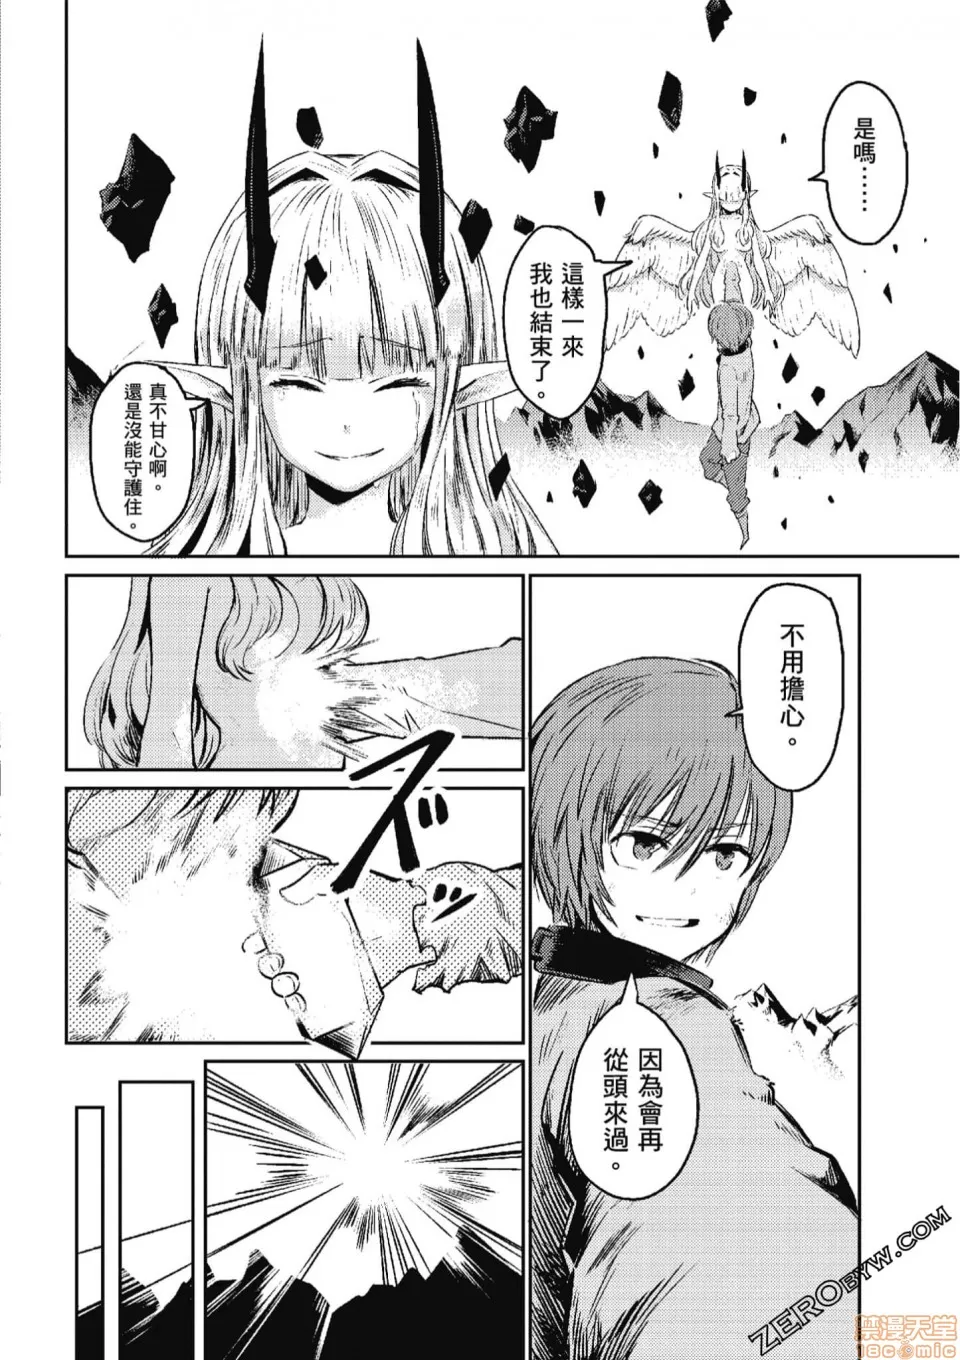 是嗎……
這樣一來
我也結束了。
真不甘心啊。
還是沒能守護住。
不用擔心。
因為會再
從頭來過。
ズズ
ZEROBYW.COM
禁漫天堂
18comic